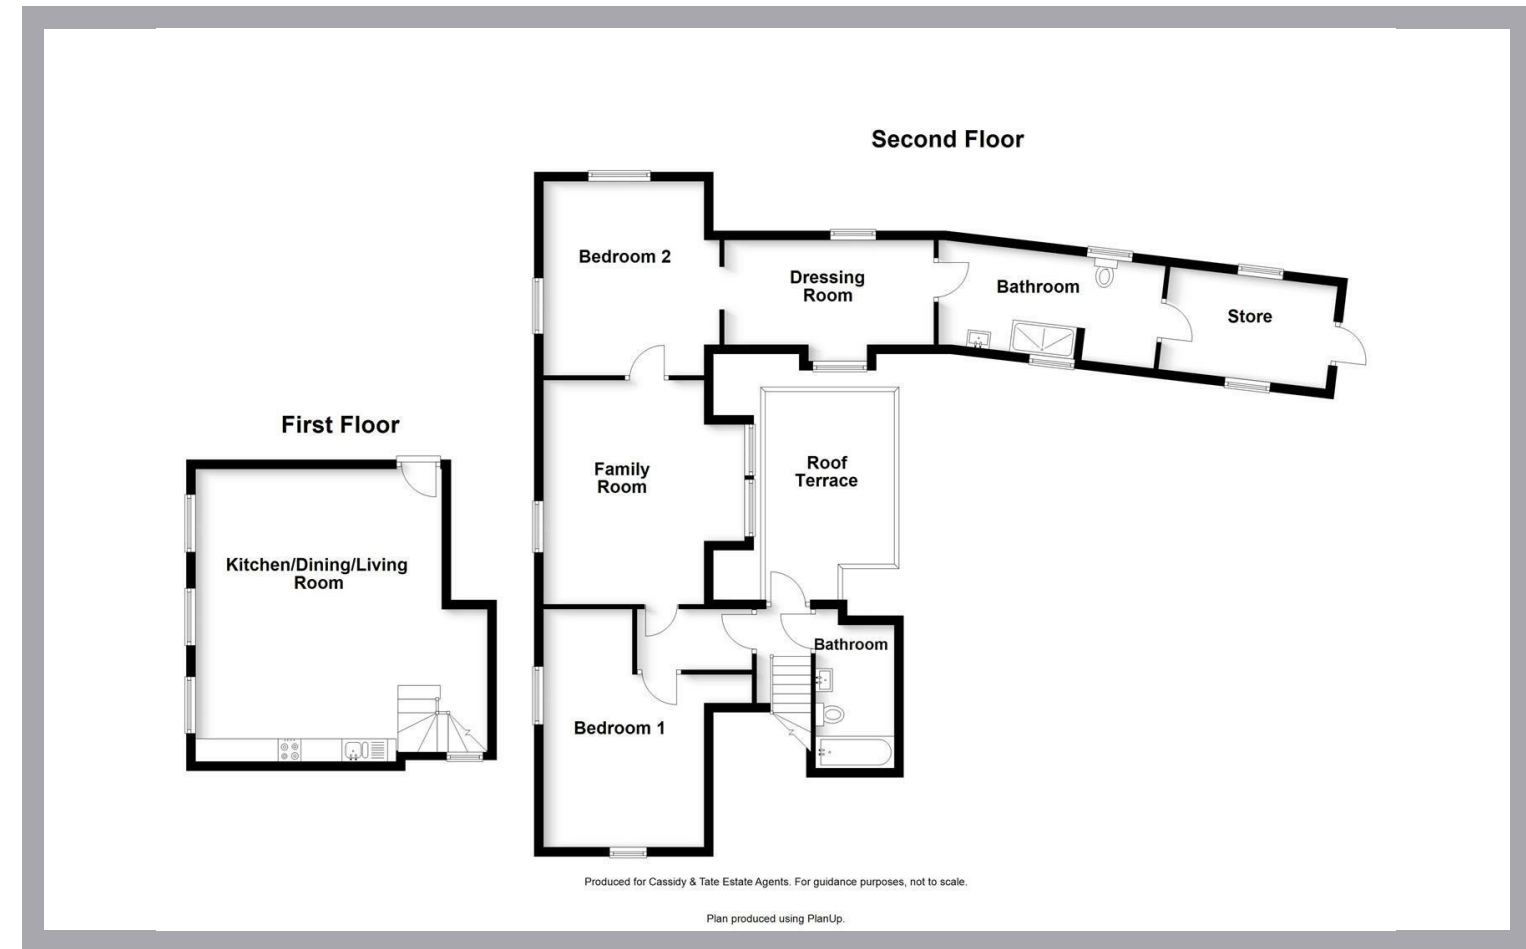 Second Floor
Bedroom 2
Dressing
Room
Bathroom
Store
First Floor
Family
Room
Roof
Terrace
Kitchen/Dining/Living
Room
Bathroom
Bedroom 1
Produced for Cassidy & Tate Estate Agents. For guidance purposes, not to scale.
Plan produced using PlanUp.